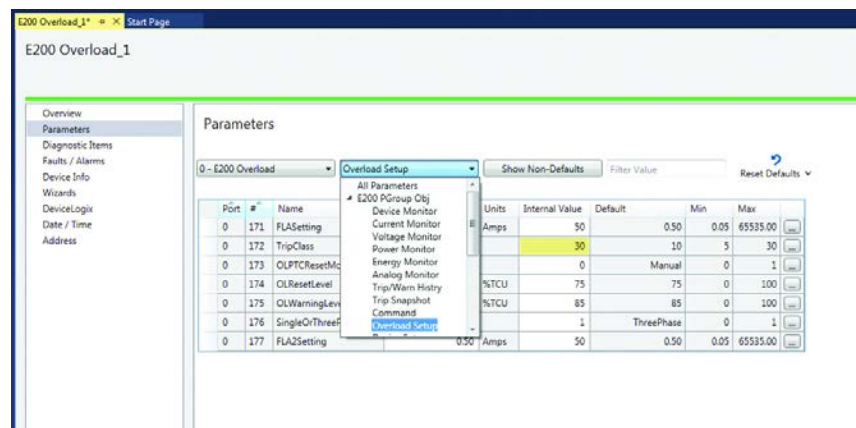 E200 Overload_1* Start Page
E200 Overload_1
Overview
Parameters
Diagnostic Items
Faults / Alarms
Device Info
Wizards
DeviceLogix
Date / Time
Address
Parameters
0 - E200 Overload Overload Setup Show Non-Defaults Filter Value Reset Defaults
All Parameters
E200 PGroup Obj
Device Monitor
Current Monitor
Voltage Monitor
Power Monitor
Energy Monitor
Analog Monitor
Trip/Warn Histry
Trip Snapshot
Command
Overload Setup
Port # Name Units Internal Value Default Min Max
0 171 FLASetting Amps 50 0.50 0.05 65535.00 ...
0 172 TripClass 30 10 5 30 ...
0 173 OLPTCResetMo 0 Manual 0 1 ...
0 174 OLResetLevel %TCU 75 75 0 100 ...
0 175 OLWarningLeve %TCU 85 85 0 100 ...
0 176 SingleOrThreeP 1 ThreePhase 0 1 ...
0 177 FLA2Setting 0.50 Amps 50 0.50 0.05 65535.00 ...